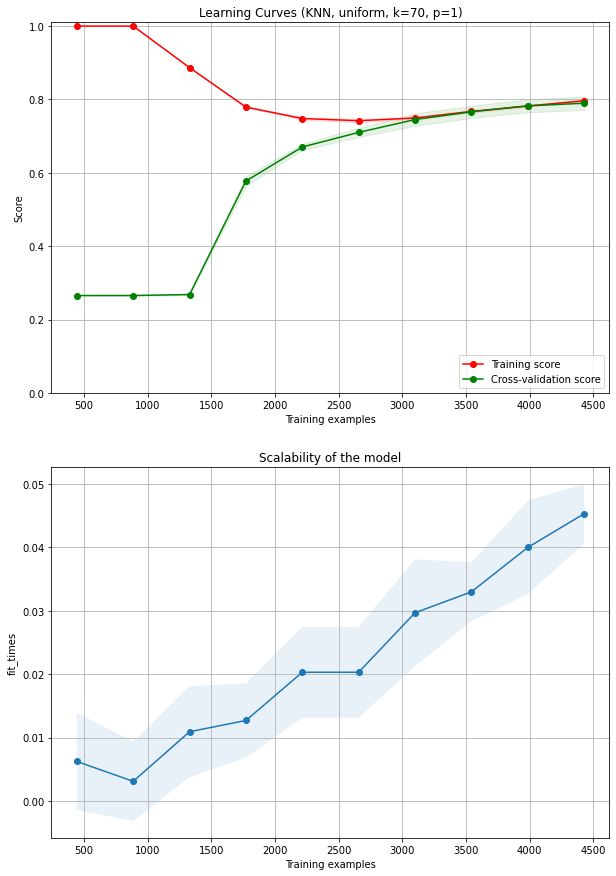 Learning Curves (KNN, uniform, k=70, p=1)
1.0
0.8
0.6
0.4
0.2
0.0
Score
Training score
Cross-validation score
500 1000 1500 2000 2500 3000 3500 4000 4500
Training examples
Scalability of the model
0.05
0.04
0.03
0.02
0.01
0.00
fit_times
500 1000 1500 2000 2500 3000 3500 4000 4500
Training examples